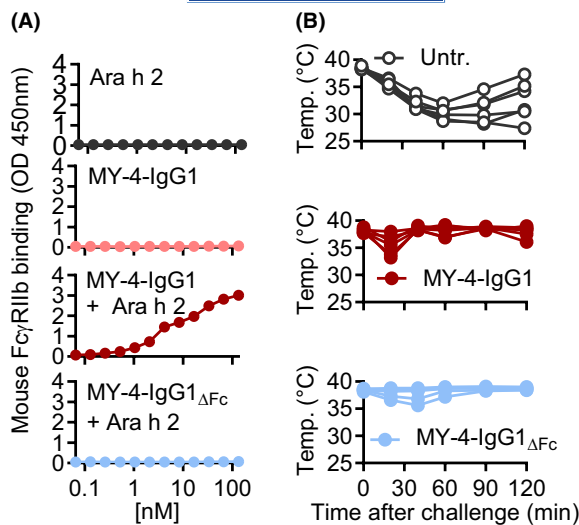 (A)
Mouse FcγRIIb binding (OD 450nm)
4
3
2
1
0
Ara h 2
4
3
2
1
0
MY-4-IgG1
4
3
2
1
0
MY-4-IgG1
+ Ara h 2
4
3
2
1
0
MY-4-IgG1ΔFc
+ Ara h 2
0.1 1 10 100
[nM]
(B)
Temp. (°C)
40
35
30
25
Untr.
Temp. (°C)
40
35
30
25
MY-4-IgG1
Temp. (°C)
40
35
30
25
MY-4-IgG1ΔFc
0 30 60 90 120
Time after challenge (min)